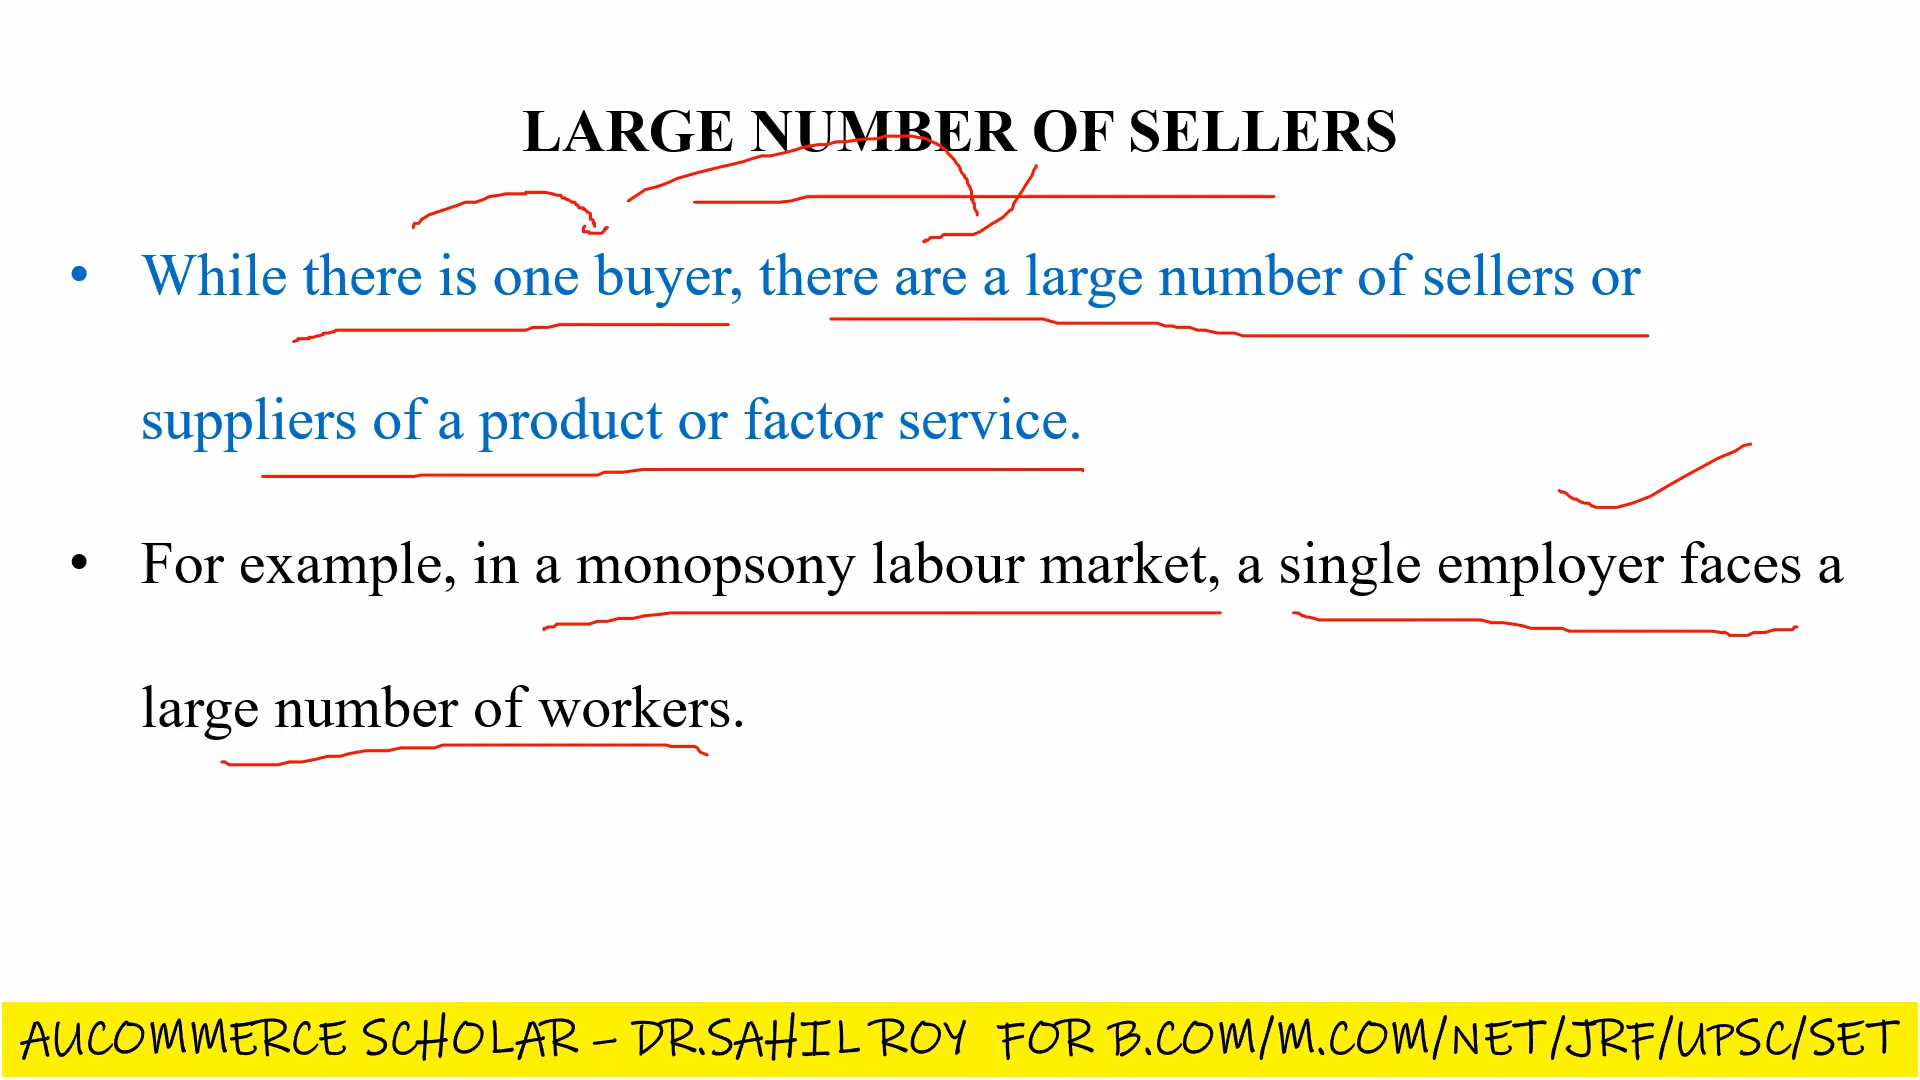 LARGE NUMBER OF SELLERS
• While there is one buyer, there are a large number of sellers or
suppliers of a product or factor service.
• For example, in a monopsony labour market, a single employer faces a
large number of workers.
AUCOMMERCE SCHOLAR – DR.SAHIL ROY FOR B.COM/M.COM/NET/JRF/UPSC/SET